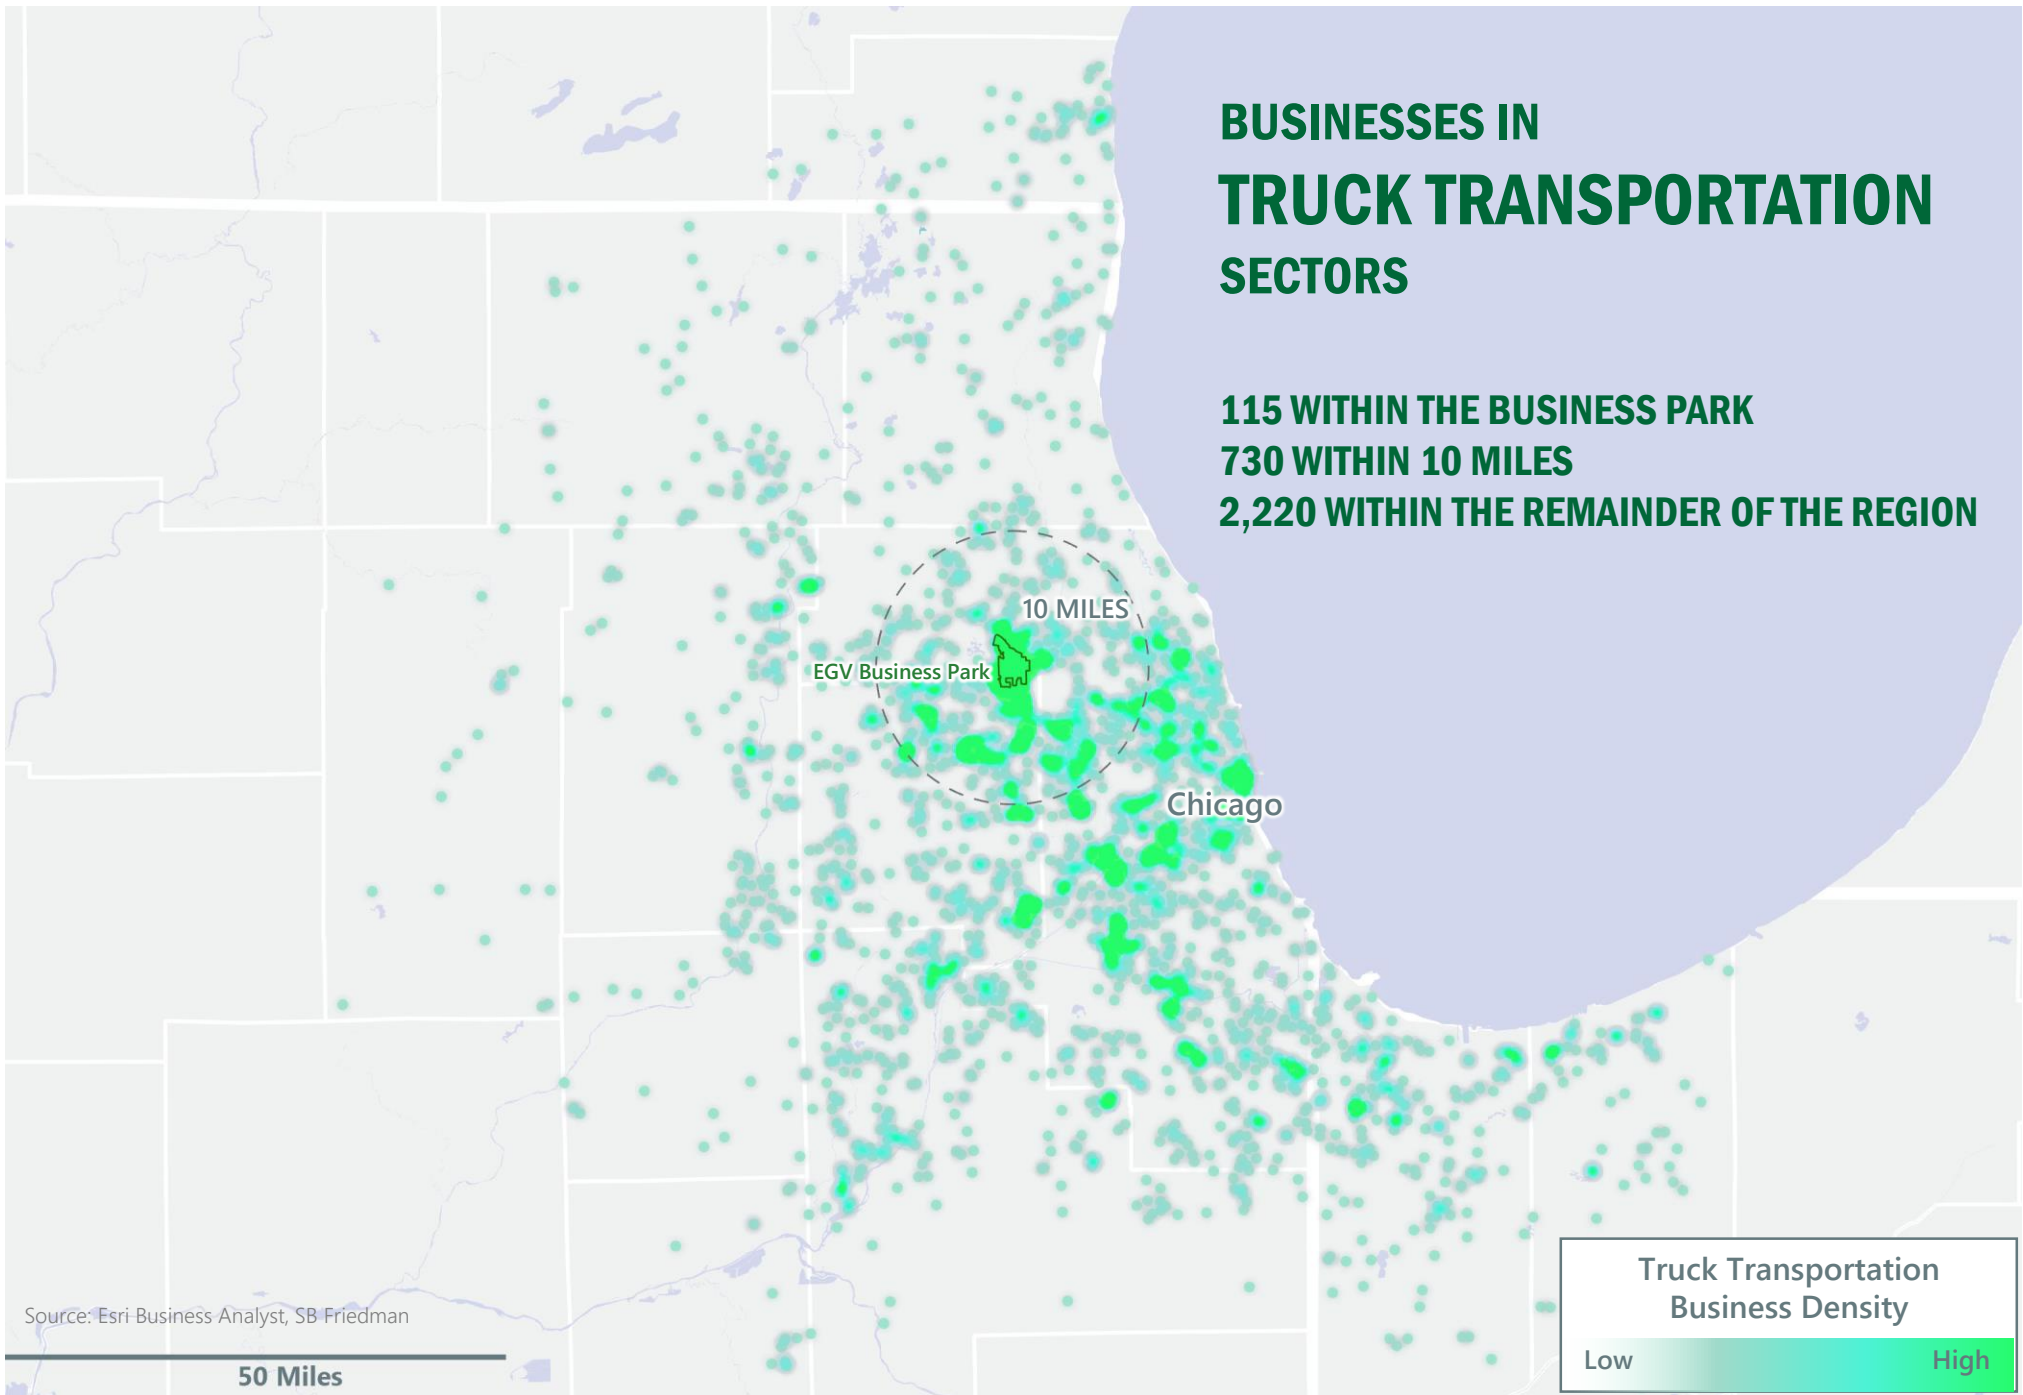 BUSINESSES IN
TRUCK TRANSPORTATION
SECTORS
115 WITHIN THE BUSINESS PARK
730 WITHIN 10 MILES
2,220 WITHIN THE REMAINDER OF THE REGION
10 MILES
EGV Business Park
Chicago
Truck Transportation
Business Density
Low
High
Source: Esri Business Analyst, SB Friedman
50 Miles